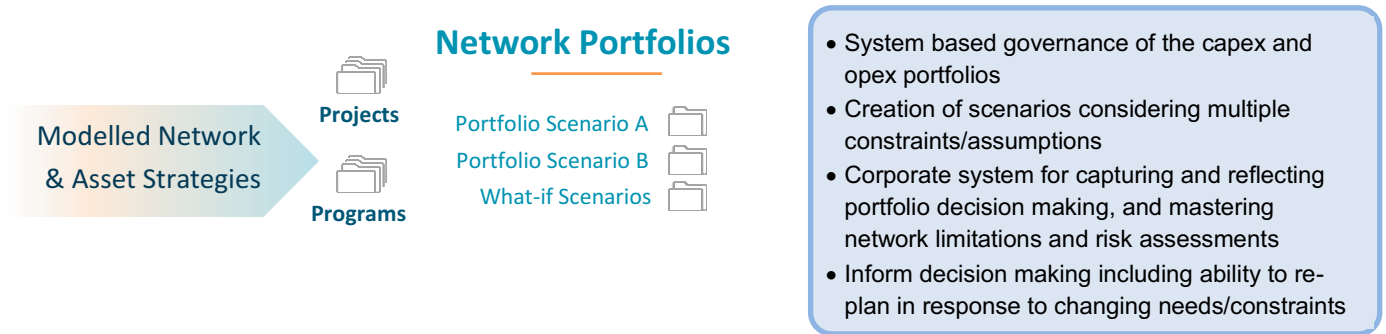 Modelled Network
& Asset Strategies
Projects
Programs
Network Portfolios
Portfolio Scenario A
Portfolio Scenario B
What-if Scenarios
• System based governance of the capex and
opex portfolios
• Creation of scenarios considering multiple
constraints/assumptions
• Corporate system for capturing and reflecting
portfolio decision making, and mastering
network limitations and risk assessments
• Inform decision making including ability to re-
plan in response to changing needs/constraints